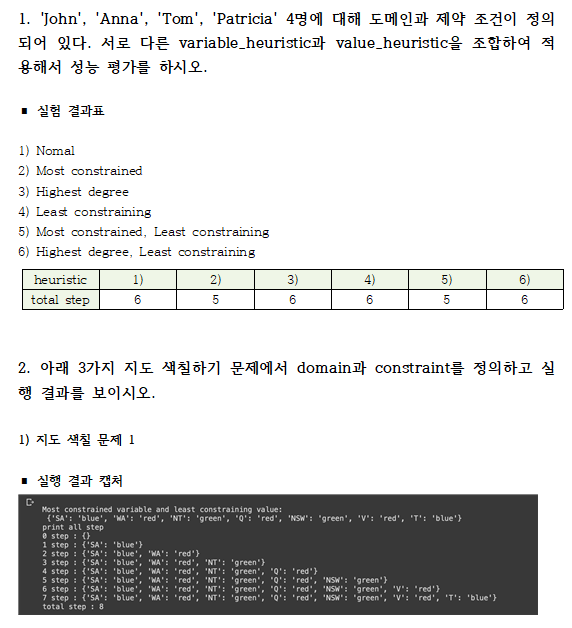 1. 'John', 'Anna', 'Tom', 'Patricia' 4명에 대해 도메인과 제약 조건이 정의
되어 있다. 서로 다른 variable_heuristic과 value_heuristic을 조합하여 적
용해서 성능 평가를 하시오.
▪ 실험 결과표
1) Nomal
2) Most constrained
3) Highest degree
4) Least constraining
5) Most constrained, Least constraining
6) Highest degree, Least constraining
heuristic 1) 2) 3) 4) 5) 6)
total step 6 5 6 6 5 6
2. 아래 3가지 지도 색칠하기 문제에서 domain과 constraint를 정의하고 실
행 결과를 보이시오.
1) 지도 색칠 문제 1
▪ 실행 결과 캡처
Most constrained variable and least constraining value:
{'SA': 'blue', 'WA': 'red', 'NT': 'green', 'Q': 'red', 'NSW': 'green', 'V': 'red', 'T': 'blue'}
print all step
0 step : {}
1 step : {'SA': 'blue'}
2 step : {'SA': 'blue', 'WA': 'red'}
3 step : {'SA': 'blue', 'WA': 'red', 'NT': 'green'}
4 step : {'SA': 'blue', 'WA': 'red', 'NT': 'green', 'Q': 'red'}
5 step : {'SA': 'blue', 'WA': 'red', 'NT': 'green', 'Q': 'red', 'NSW': 'green'}
6 step : {'SA': 'blue', 'WA': 'red', 'NT': 'green', 'Q': 'red', 'NSW': 'green', 'V': 'red'}
7 step : {'SA': 'blue', 'WA': 'red', 'NT': 'green', 'Q': 'red', 'NSW': 'green', 'V': 'red', 'T': 'blue'}
total step : 8